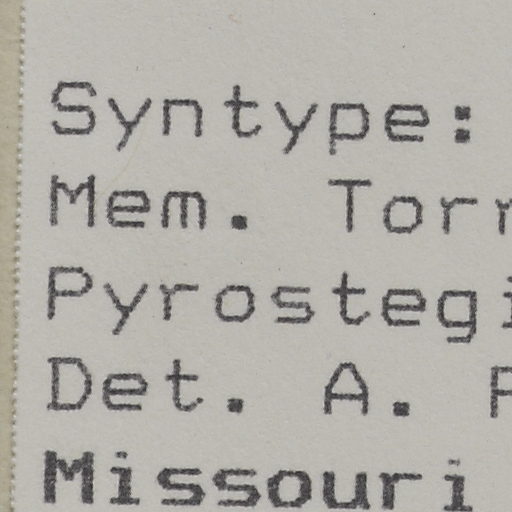 Syntype:
Mem. Torr
Pyrostegi
Det. A. P
Missouri